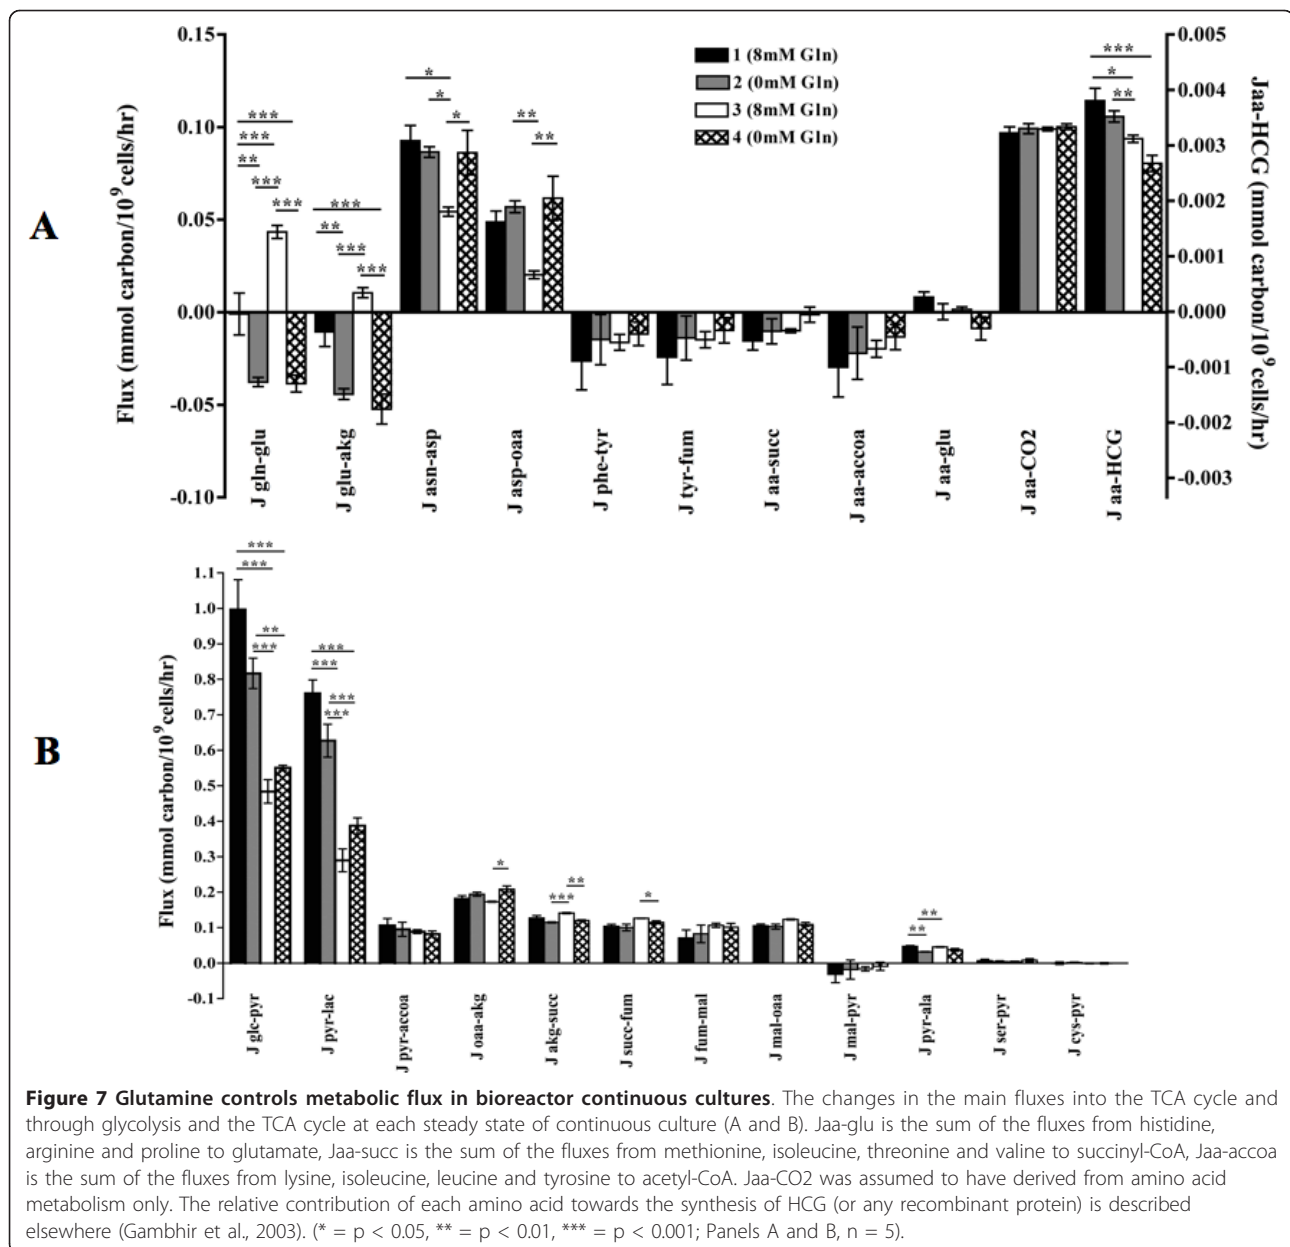 A
Flux (mmol carbon/10^9 cells/hr)
0.15
0.10
0.05
0.00
-0.05
-0.10
1 (8mM Gln)
2 (0mM Gln)
3 (8mM Gln)
4 (0mM Gln)
***
***
**
***
***
***
**
***
***
*
*
*
**
**
***
*
**
0.005
0.004
0.003
0.002
0.001
0.000
-0.001
-0.002
-0.003
Jaa-HCG (mmol carbon/10^9 cells/hr)
J gln-glu
J glu-akg
J asn-asp
J asp-oaa
J phe-tyr
J tyr-fum
J aa-succ
J aa-accoa
J aa-glu
J aa-CO2
J aa-HCG
B
Flux (mmol carbon/10^9 cells/hr)
1.1
1.0
0.9
0.8
0.7
0.6
0.5
0.4
0.3
0.2
0.1
0.0
-0.1
***
***
**
***
***
***
***
***
*
**
***
*
**
**
J glc-pyr
J pyr-lac
J pyr-accoa
J oaa-akg
J akg-succ
J succ-fum
J fum-mal
J mal-oaa
J mal-pyr
J pyr-ala
J ser-pyr
J cys-pyr
Figure 7 Glutamine controls metabolic flux in bioreactor continuous cultures. The changes in the main fluxes into the TCA cycle and
through glycolysis and the TCA cycle at each steady state of continuous culture (A and B). Jaa-glu is the sum of the fluxes from histidine,
arginine and proline to glutamate, Jaa-succ is the sum of the fluxes from methionine, isoleucine, threonine and valine to succinyl-CoA, Jaa-accoa
is the sum of the fluxes from lysine, isoleucine, leucine and tyrosine to acetyl-CoA. Jaa-CO2 was assumed to have derived from amino acid
metabolism only. The relative contribution of each amino acid towards the synthesis of HCG (or any recombinant protein) is described
elsewhere (Gambhir et al., 2003). (* = p < 0.05, ** = p < 0.01, *** = p < 0.001; Panels A and B, n = 5).